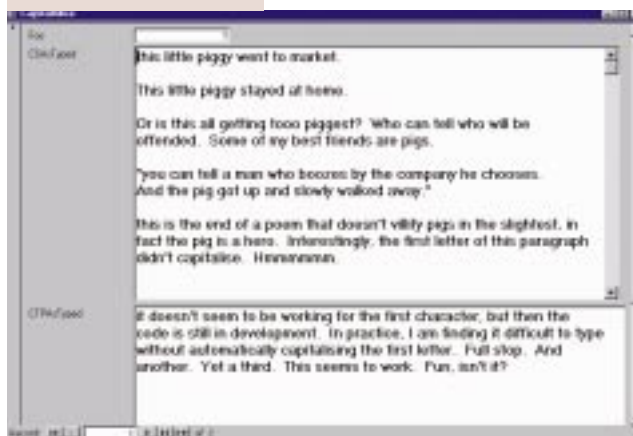 Capitalisor
For
this little piggy went to market.
This little piggy stayed at home.
Or is this all getting tooo piggest? Who can tell who will be
offended. Some of my best friends are pigs.
"you can tell a man who boozes by the company he chooses.
And the pig got up and slowly walked away."
this is the end of a poem that doesn't vilify pigs in the slightest, in
fact the pig is a hero. Interestingly, the first letter of this paragraph
didn't capitalise. Hmmmmmm.
it doesn't seem to be working for the first character, but then the
code is still in development. In practice, I am finding it difficult to type
without automatically capitalising the first letter. Full stop. And
another. Yet a third. This seems to work. Fun, isn't it?